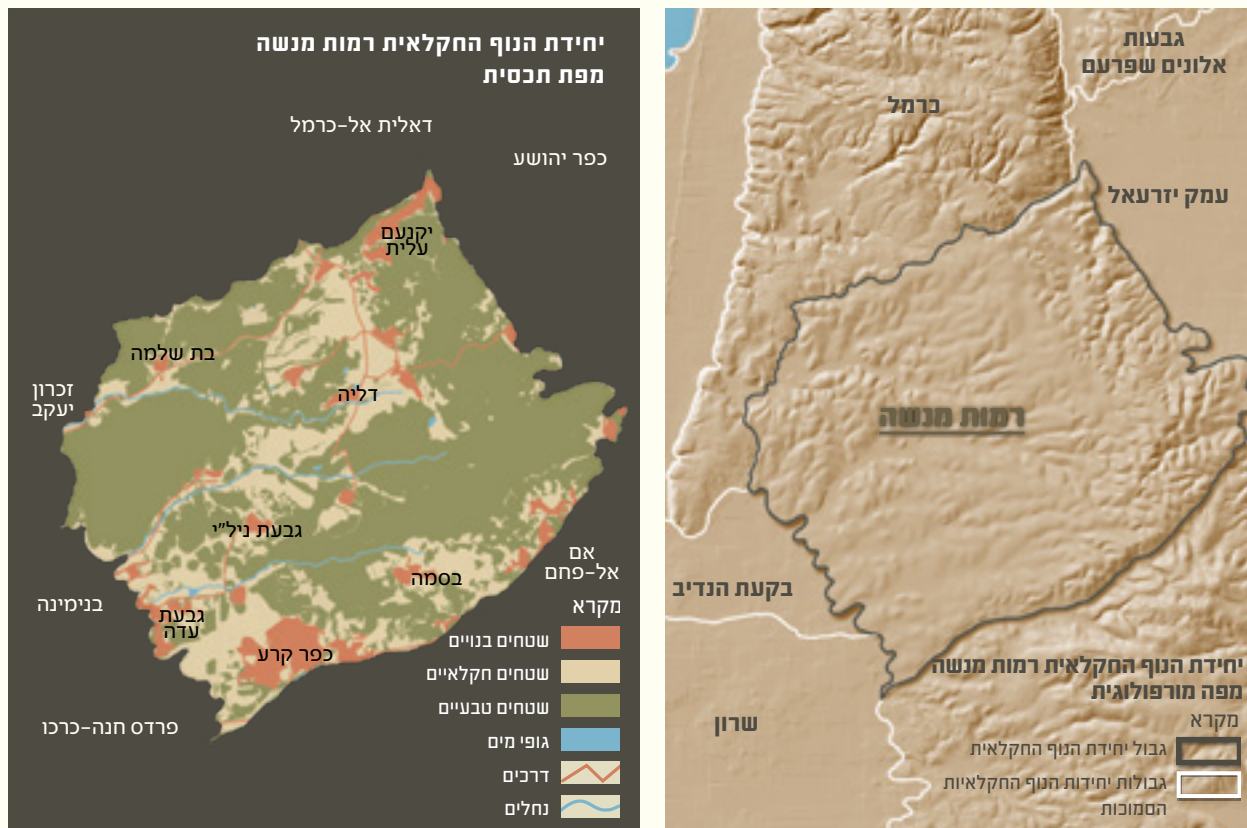 יחידת הנוף החקלאית רמות מנשה
מפת תכסית
דאלית אל-כרמל
כפר יהושע
יקנעם
עלית
בת שלמה
זכרון
יעקב
דליה
גבעת ניל"י
אם
אל-פחם
בסמה
בנימינה
גבעת
עדה
כפר קרע
פרדס חנה-כרכו
מקרא
שטחים בנויים
שטחים חקלאיים
שטחים טבעיים
גופי מים
דרכים
נחלים
גבעות
אלונים שפרעם
כרמל
עמק יזרעאל
רמות מנשה
בקעת הנדיב
שרון
יחידת הנוף החקלאית רמות מנשה
מפה מורפולוגית
מקרא
גבול יחידת הנוף החקלאית
גבולות יחידות הנוף החקלאיות
הסמוכות